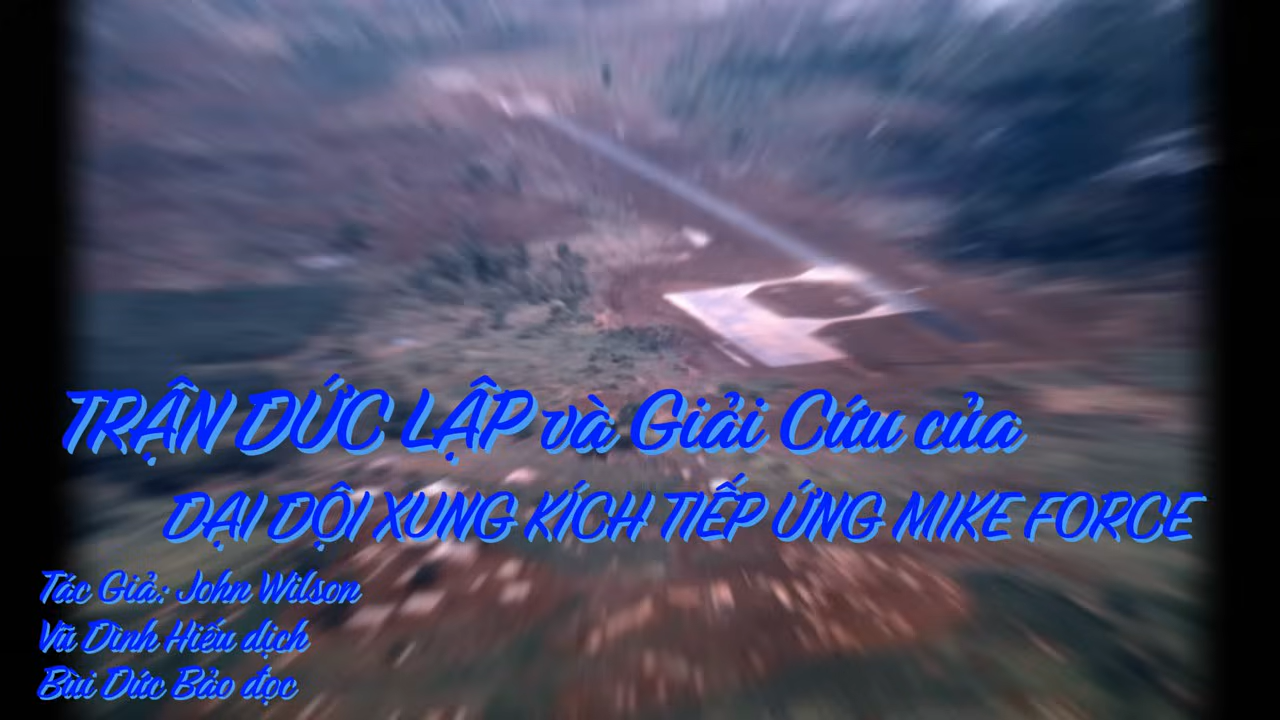 TRẬN ĐỨC LẬP và Giải Cứu của
ĐẠI ĐỘI XUNG KÍCH TIẾP ỨNG MIKE FORCE
Tác Giả: John Wilson
Vũ Đình Hiếu dịch
Bùi Đức Bảo đọc